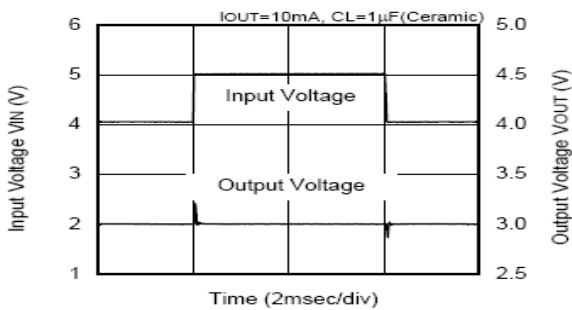 IOUT=10mA, CL=1μF(Ceramic)
6
5
4
3
2
1
Input Voltage VIN (V)
Input Voltage
Output Voltage
5.0
4.5
4.0
3.5
3.0
2.5
Output Voltage VOUT (V)
Time (2msec/div)